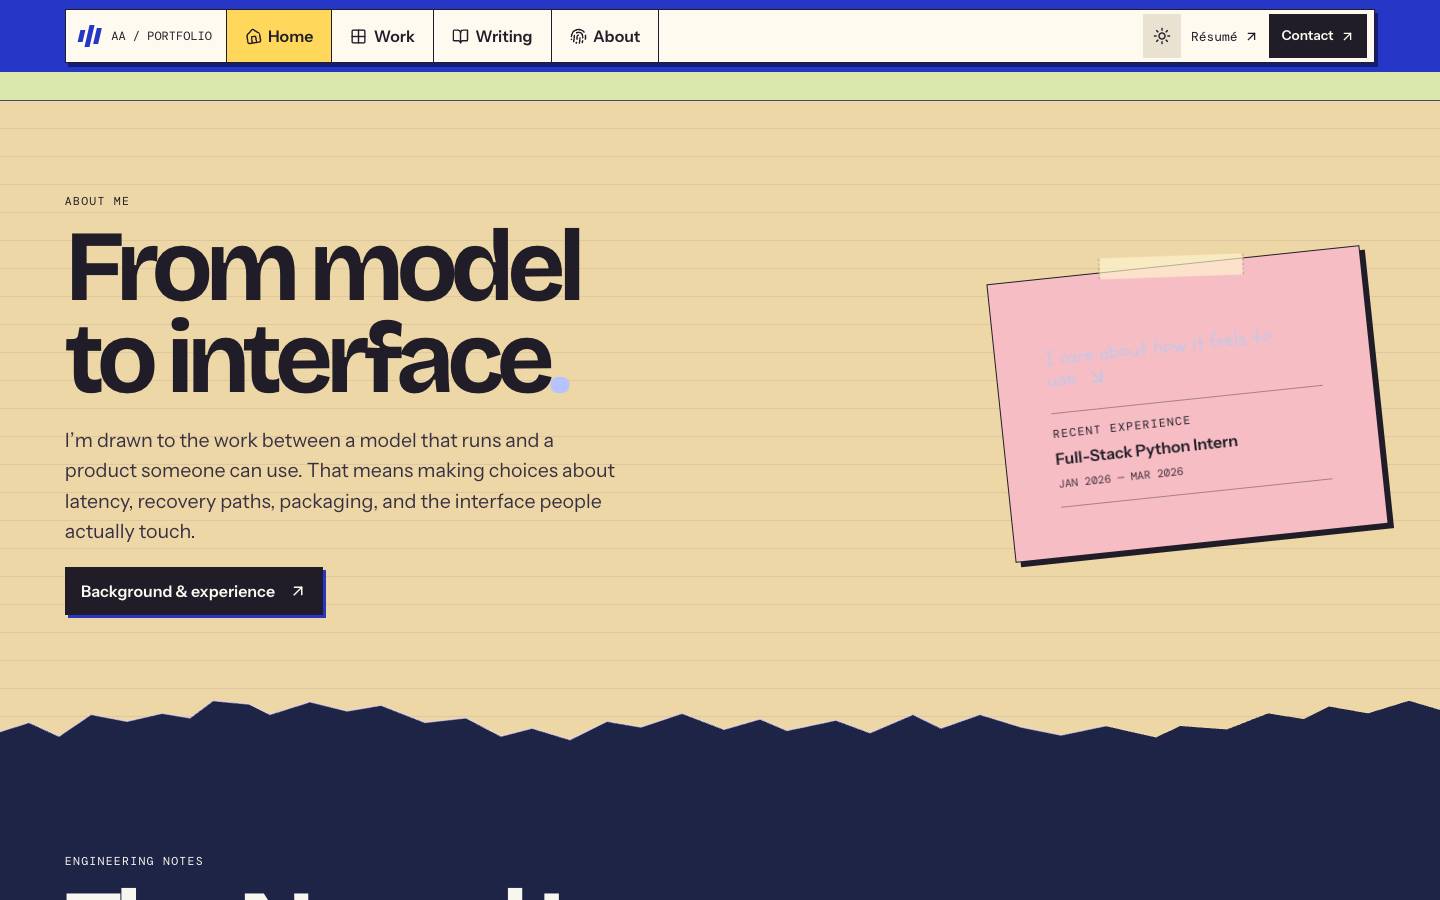 AA / PORTFOLIO
Home
Work
Writing
About
Résumé
Contact
ABOUT ME
From model
to interface.
I’m drawn to the work between a model that runs and a
product someone can use. That means making choices about
latency, recovery paths, packaging, and the interface people
actually touch.
Background & experience
I care about how it feels to
use
RECENT EXPERIENCE
Full-Stack Python Intern
JAN 2026 — MAR 2026
ENGINEERING NOTES